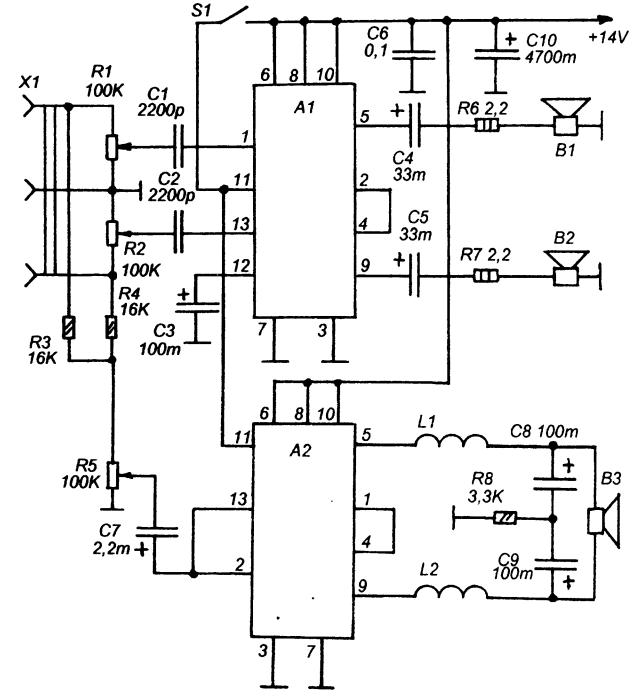 S1
C6
0,1
+
C10
4700m
+14V
X1
R1
100K
C1
2200p
6
8
10
A1
5
+
C4
33m
R6 2,2
B1
1
C2
2200p
11
2
13
4
C5
33m
R2
100K
12
9
+
R7 2,2
B2
R4
16K
+
C3
100m
R3
16K
7
3
6
8
10
11
A2
5
L1
C8 100m
+
R5
100K
R8
3,3K
B3
13
1
C7
2,2m
+
4
C9
100m
+
2
9
L2
3
7